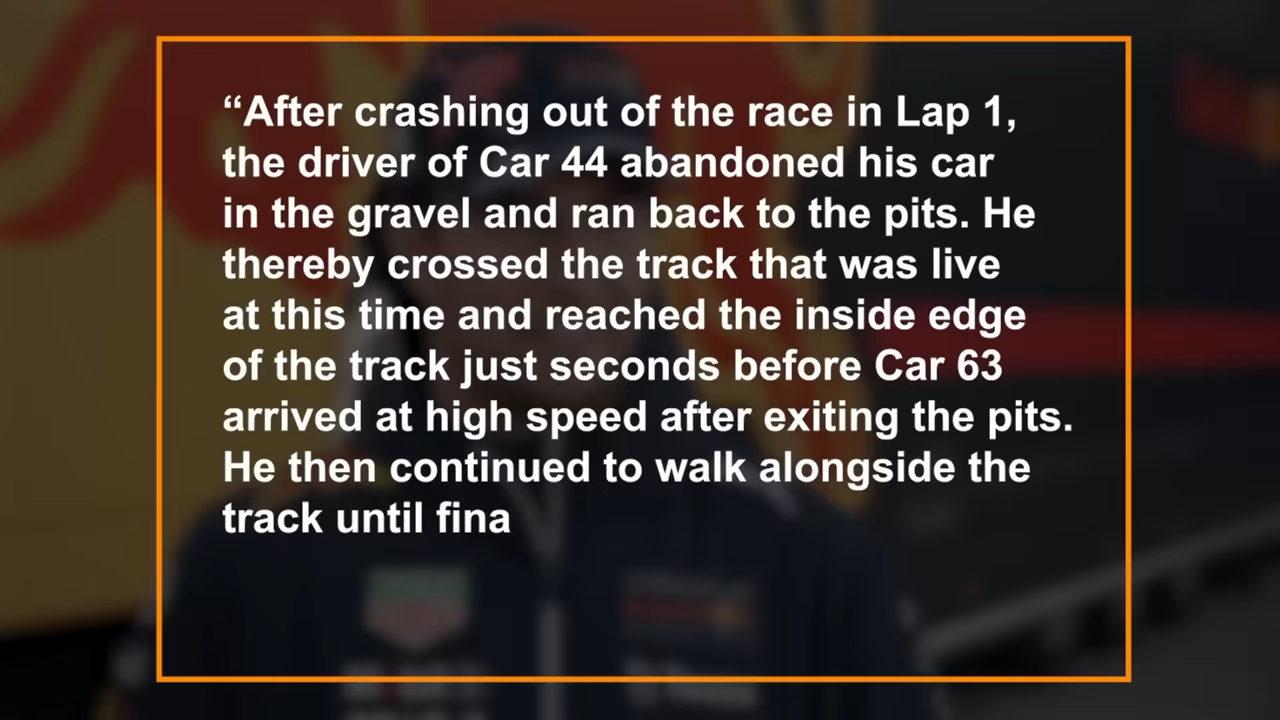 “After crashing out of the race in Lap 1,
the driver of Car 44 abandoned his car
in the gravel and ran back to the pits. He
thereby crossed the track that was live
at this time and reached the inside edge
of the track just seconds before Car 63
arrived at high speed after exiting the pits.
He then continued to walk alongside the
track until fina